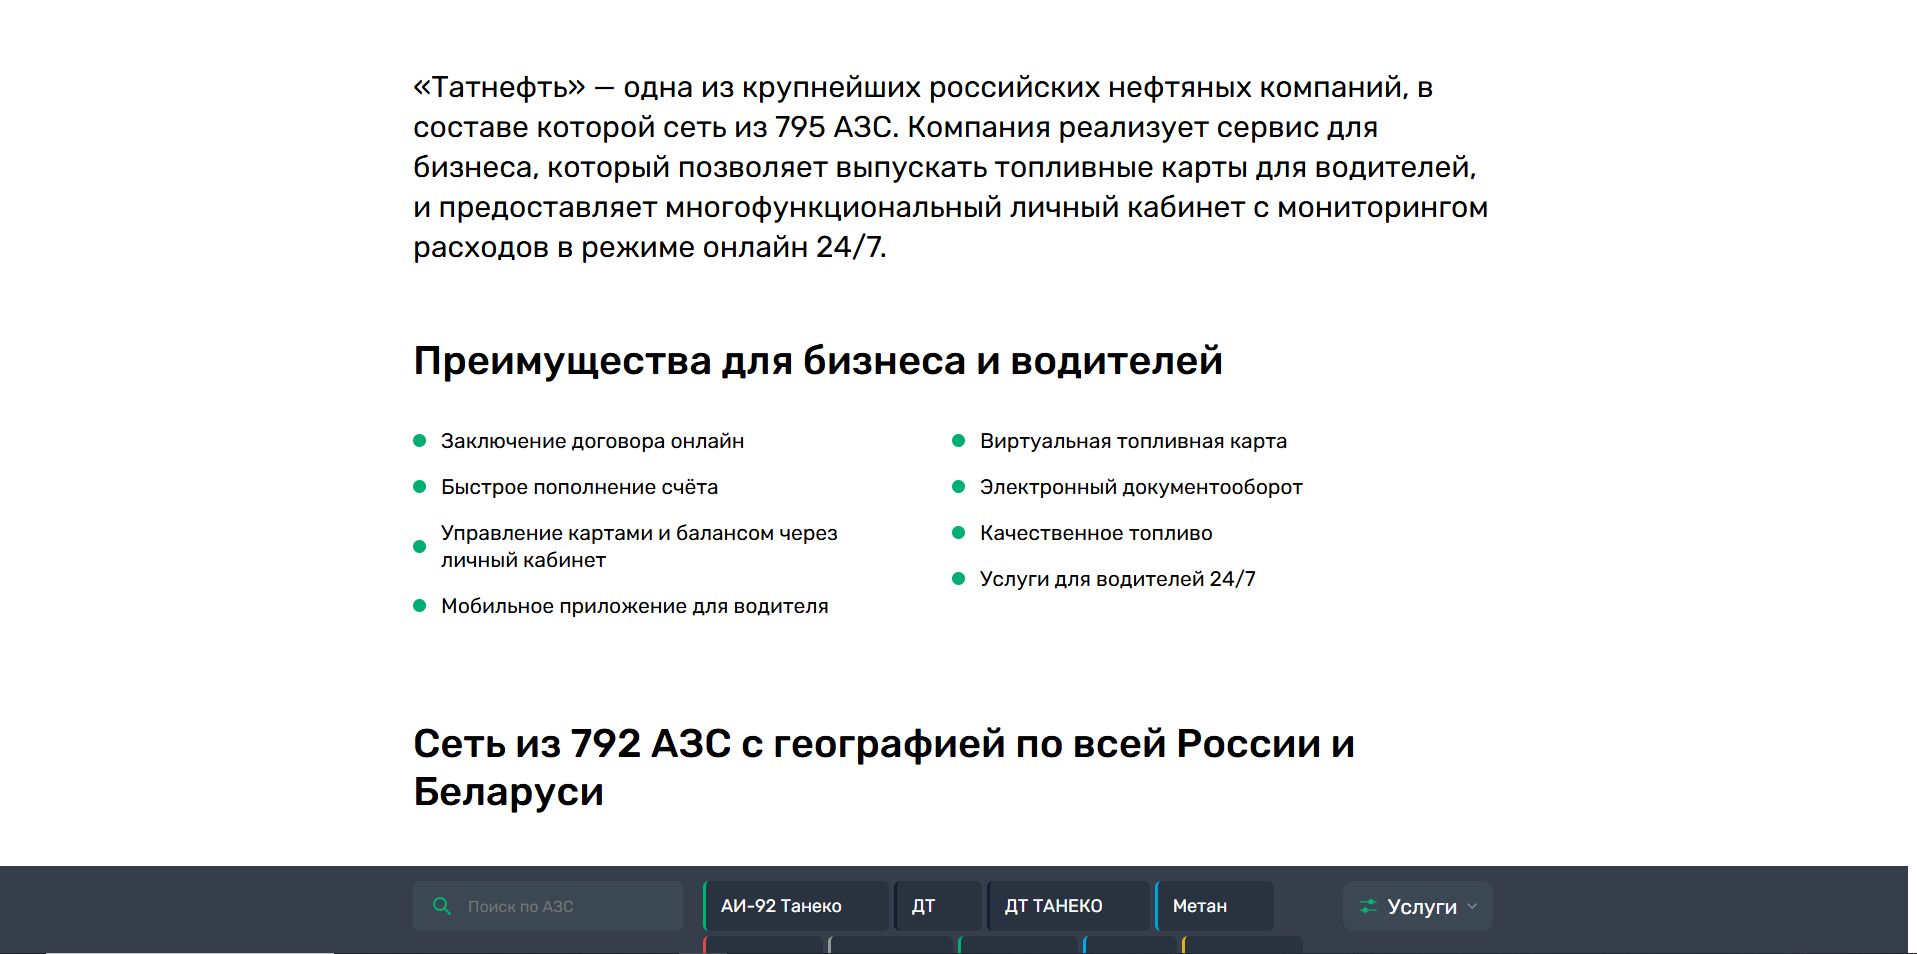 «Татнефть» — одна из крупнейших российских нефтяных компаний, в
составе которой сеть из 795 АЗС. Компания реализует сервис для
бизнеса, который позволяет выпускать топливные карты для водителей,
и предоставляет многофункциональный личный кабинет с мониторингом
расходов в режиме онлайн 24/7.
Преимущества для бизнеса и водителей
Заключение договора онлайн
Быстрое пополнение счёта
Управление картами и балансом через
личный кабинет
Мобильное приложение для водителя
Виртуальная топливная карта
Электронный документооборот
Качественное топливо
Услуги для водителей 24/7
Сеть из 792 АЗС с географией по всей России и
Беларуси
Поиск по АЗС
АИ-92 Танеко
ДТ
ДТ ТАНЕКО
Метан
Услуги